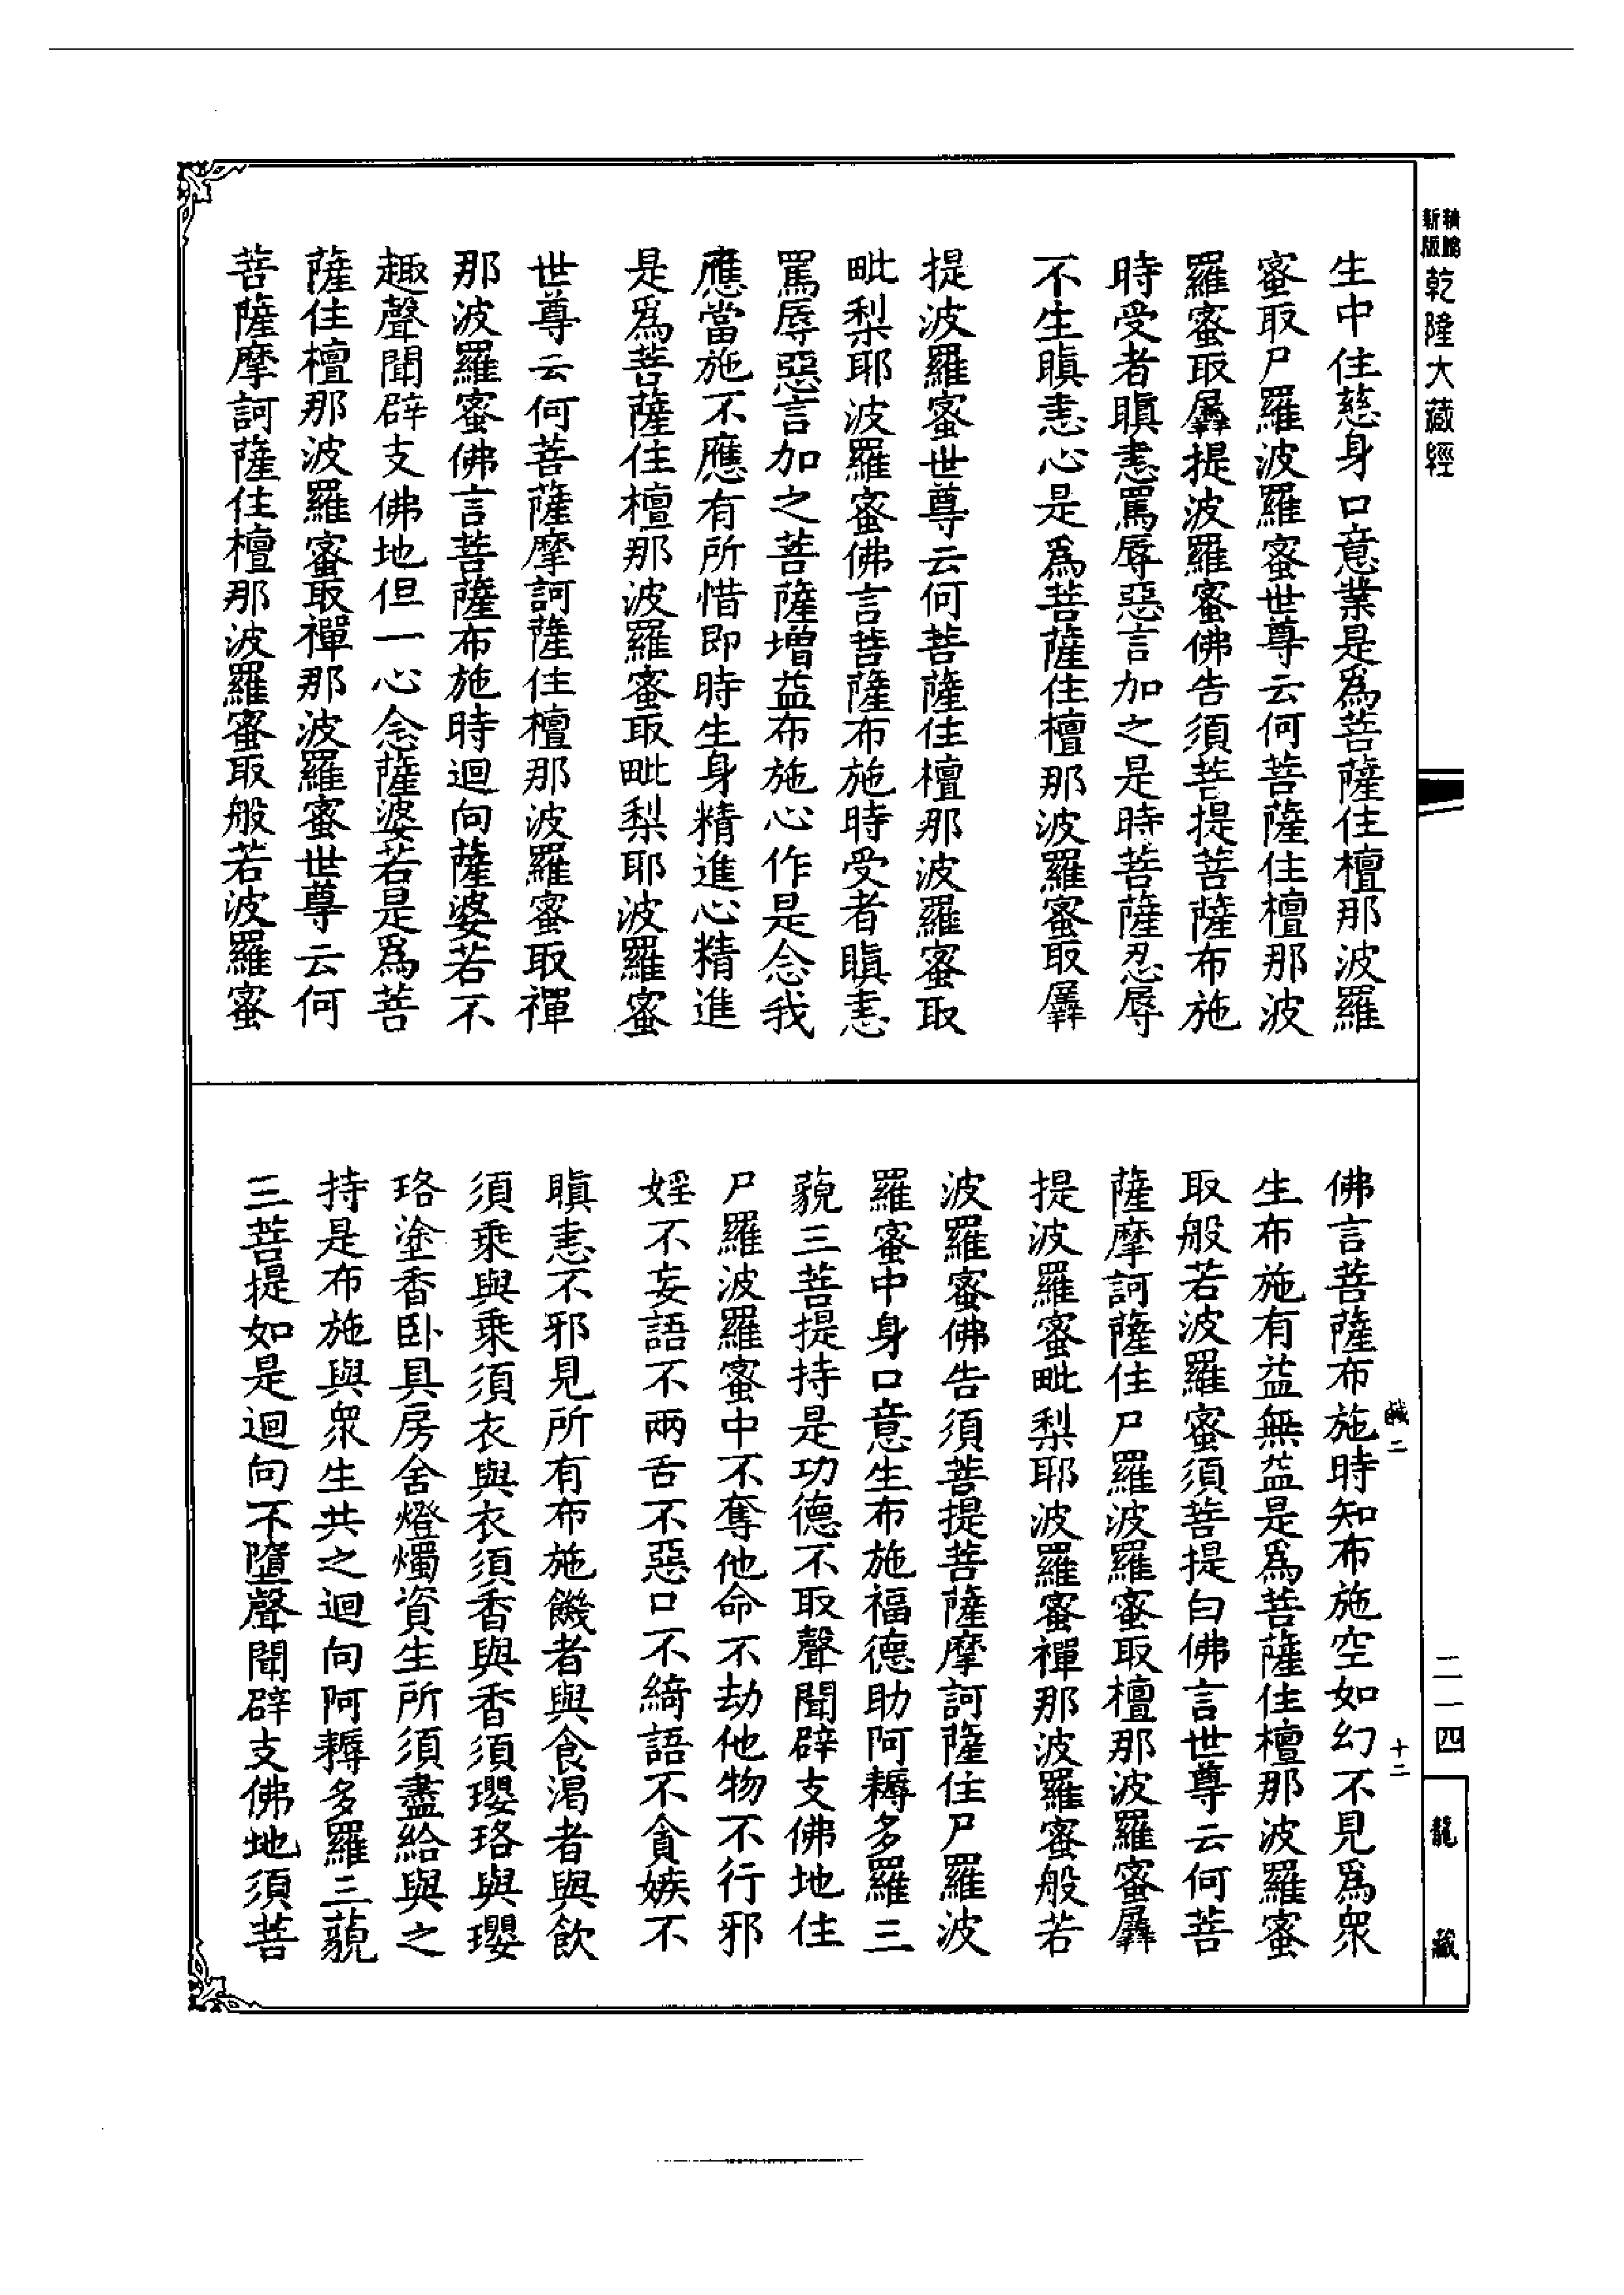 新版
精縮
乾隆大藏經
生中住慈身口意業是爲菩薩住檀那波羅
蜜取尸羅波羅蜜世尊云何菩薩住檀那波
羅蜜取羼提波羅蜜佛告須菩提菩薩布施
時受者瞋恚罵辱惡言加之是時菩薩忍辱
不生瞋恚心是爲菩薩住檀那波羅蜜取羼
提波羅蜜世尊云何菩薩住檀那波羅蜜取
毗梨耶波羅蜜佛言菩薩布施時受者瞋恚
罵辱惡言加之菩薩增益布施心作是念我
應當施不應有所惜即時生身精進心精進
是爲菩薩住檀那波羅蜜取毗梨耶波羅蜜
世尊云何菩薩摩訶薩住檀那波羅蜜取禪
那波羅蜜佛言菩薩布施時迴向薩婆若不
趣聲聞辟支佛地但一心念薩婆若是爲菩
薩住檀那波羅蜜取禪那波羅蜜世尊云何
菩薩摩訶薩住檀那波羅蜜取般若波羅蜜
佛言菩薩布施時知布施空如幻不見爲衆
生布施有益無益是爲菩薩住檀那波羅蜜
取般若波羅蜜須菩提白佛言世尊云何菩
薩摩訶薩住尸羅波羅蜜取檀那波羅蜜羼
提波羅蜜毗梨耶波羅蜜禪那波羅蜜般若
波羅蜜佛告須菩提菩薩摩訶薩住尸羅波
羅蜜中身口意生布施福德助阿耨多羅三
藐三菩提持是功德不取聲聞辟支佛地住
尸羅波羅蜜中不奪他命不劫他物不行邪
婬不妄語不兩舌不惡口不綺語不貪嫉不
瞋恚不邪見所有布施饑者與食渴者與飲
須乘與乘須衣與衣須香與香須瓔珞與瓔
珞塗香卧具房舍燈燭資生所須盡給與之
持是布施與衆生共之迴向阿耨多羅三藐
三菩提如是迴向不墮聲聞辟支佛地須菩
鹹二
十二
二一四
龍藏